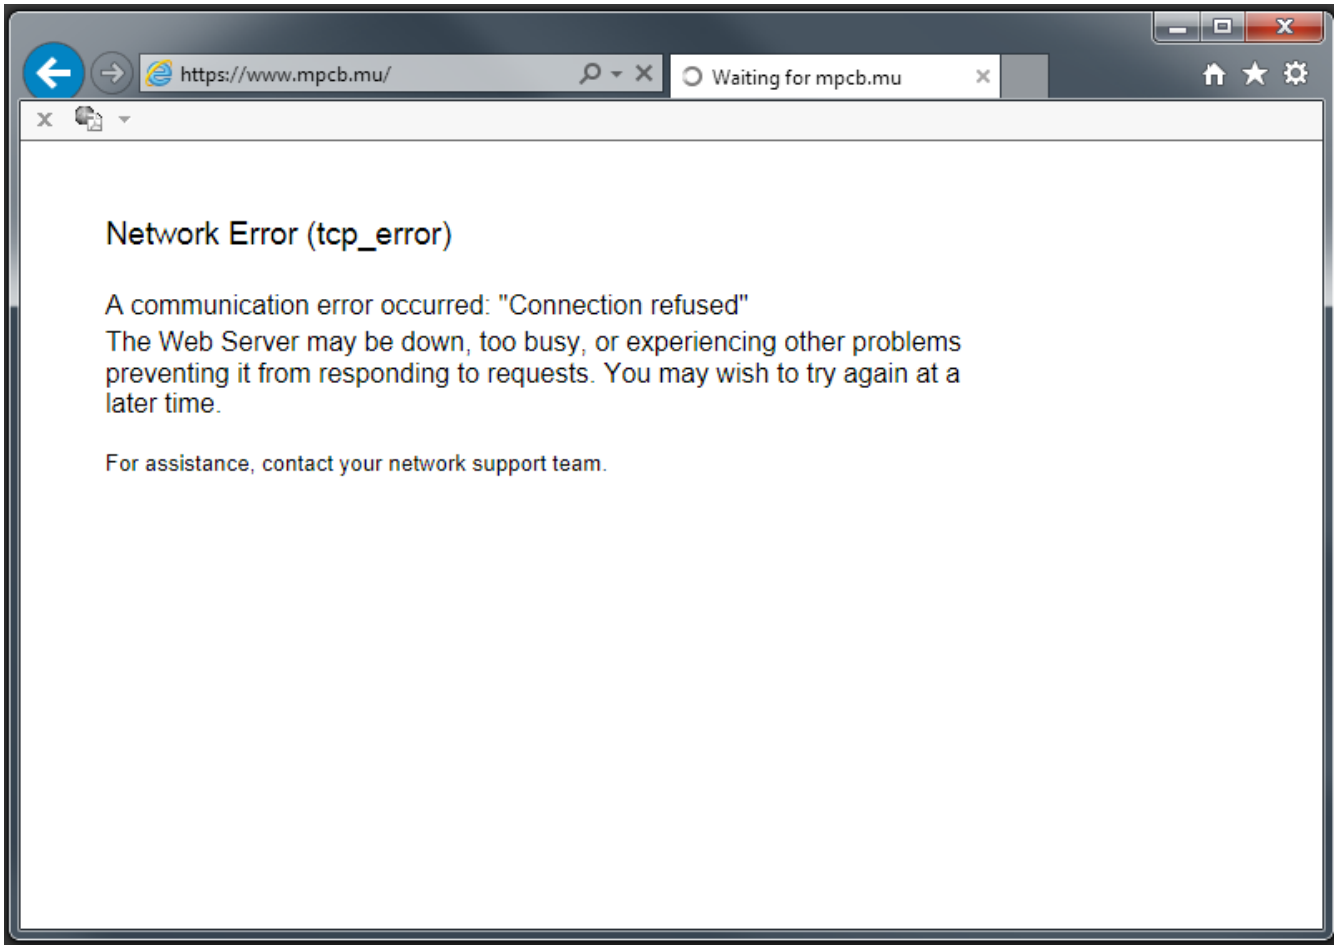 https://www.mpcb.mu/
Waiting for mpcb.mu
Network Error (tcp_error)
A communication error occurred: "Connection refused"
The Web Server may be down, too busy, or experiencing other problems
preventing it from responding to requests. You may wish to try again at a
later time.
For assistance, contact your network support team.